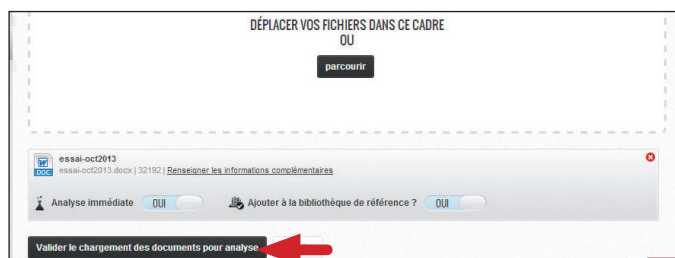 DÉPLACER VOS FICHIERS DANS CE CADRE
OU
parcourir
essai-oct2013
essai-oct2013.docx | 32192 | Renseigner les informations complémentaires
DOC
Analyse immédiate OUI Ajouter à la bibliothèque de référence ? OUI
Valider le chargement des documents pour analyse